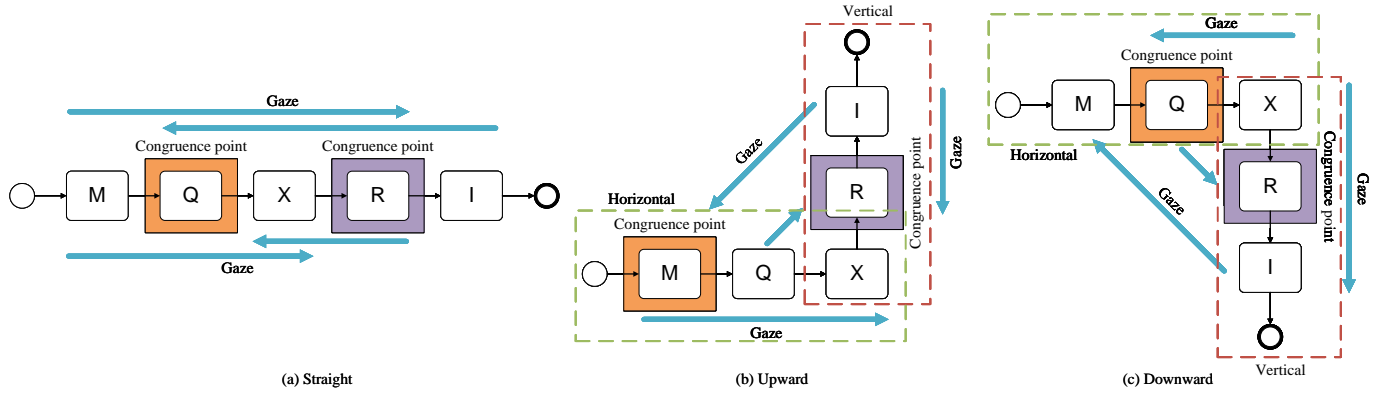 Gaze
Congruence point
Congruence point
M
Q
X
R
I
Gaze
(a) Straight
Vertical
Gaze
I
Gaze
Gaze
R
Congruence point
Horizontal
Congruence point
M
Q
X
Gaze
(b) Upward
Gaze
Congruence point
M
Q
X
Horizontal
Congruence point
Gaze
R
Gaze
I
Vertical
(c) Downward